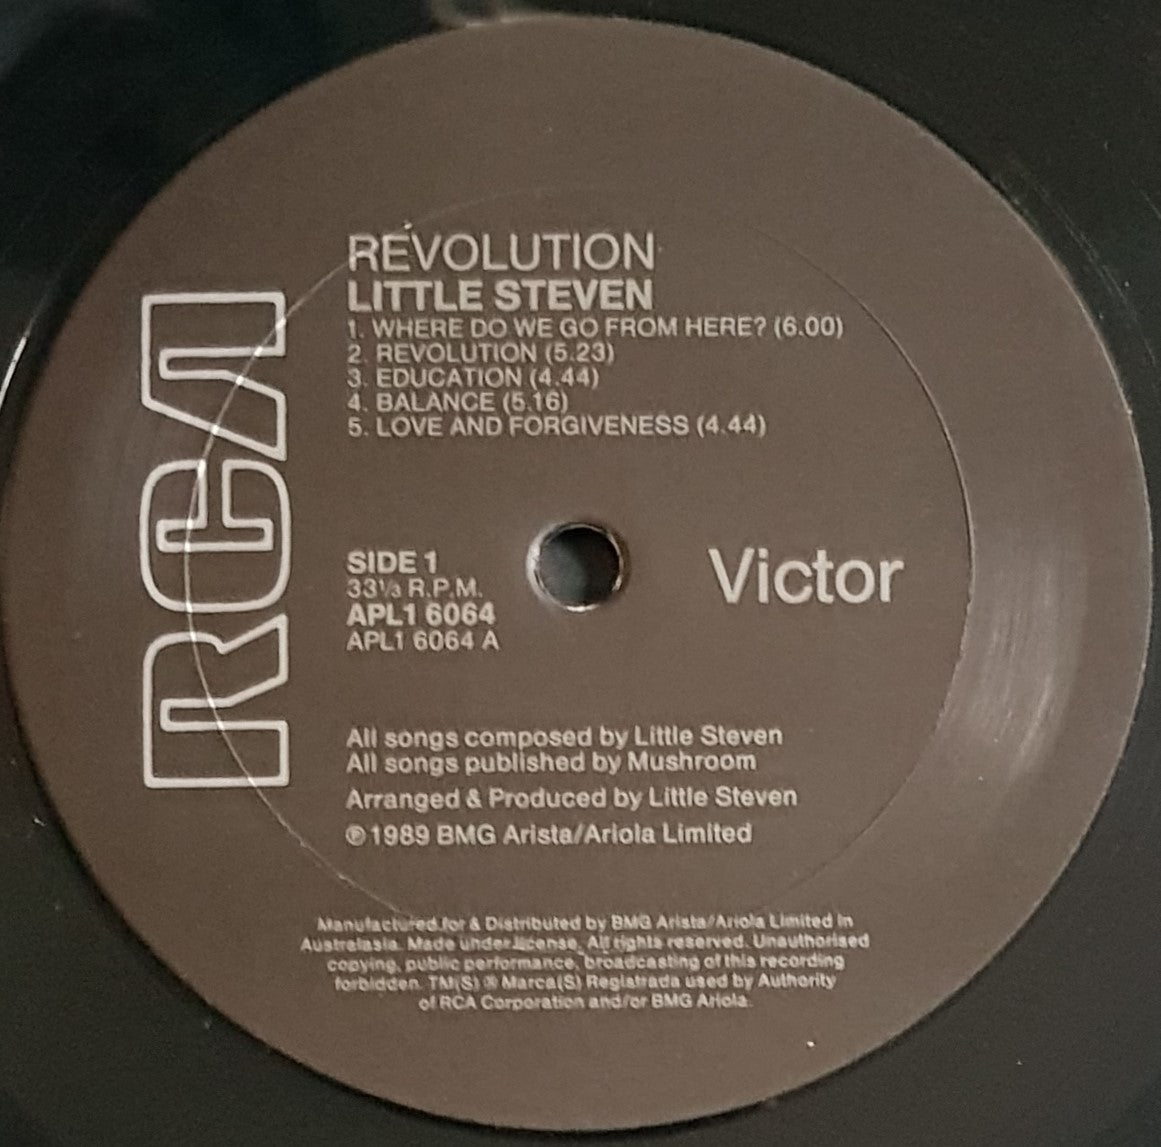 REVOLUTION
LITTLE STEVEN
1. WHERE DO WE GO FROM HERE? (6.00)
2. REVOLUTION (5.23)
3. EDUCATION (4.44)
4. BALANCE (5.16)
5. LOVE AND FORGIVENESS (4.44)
RCA
SIDE 1
33⅓ R.P.M.
APL1 6064
APL1 6064 A
Victor
All songs composed by Little Steven
All songs published by Mushroom
Arranged & Produced by Little Steven
℗ 1989 BMG Arista/Ariola Limited
Manufactured for & Distributed by BMG Arista/Ariola Limited in
Australasia. Made under license. All rights reserved. Unauthorised
copying, public performance, broadcasting of this recording
forbidden. TM(S) ® Marca(S) Registrada used by Authority
of RCA Corporation and/or BMG Ariola.